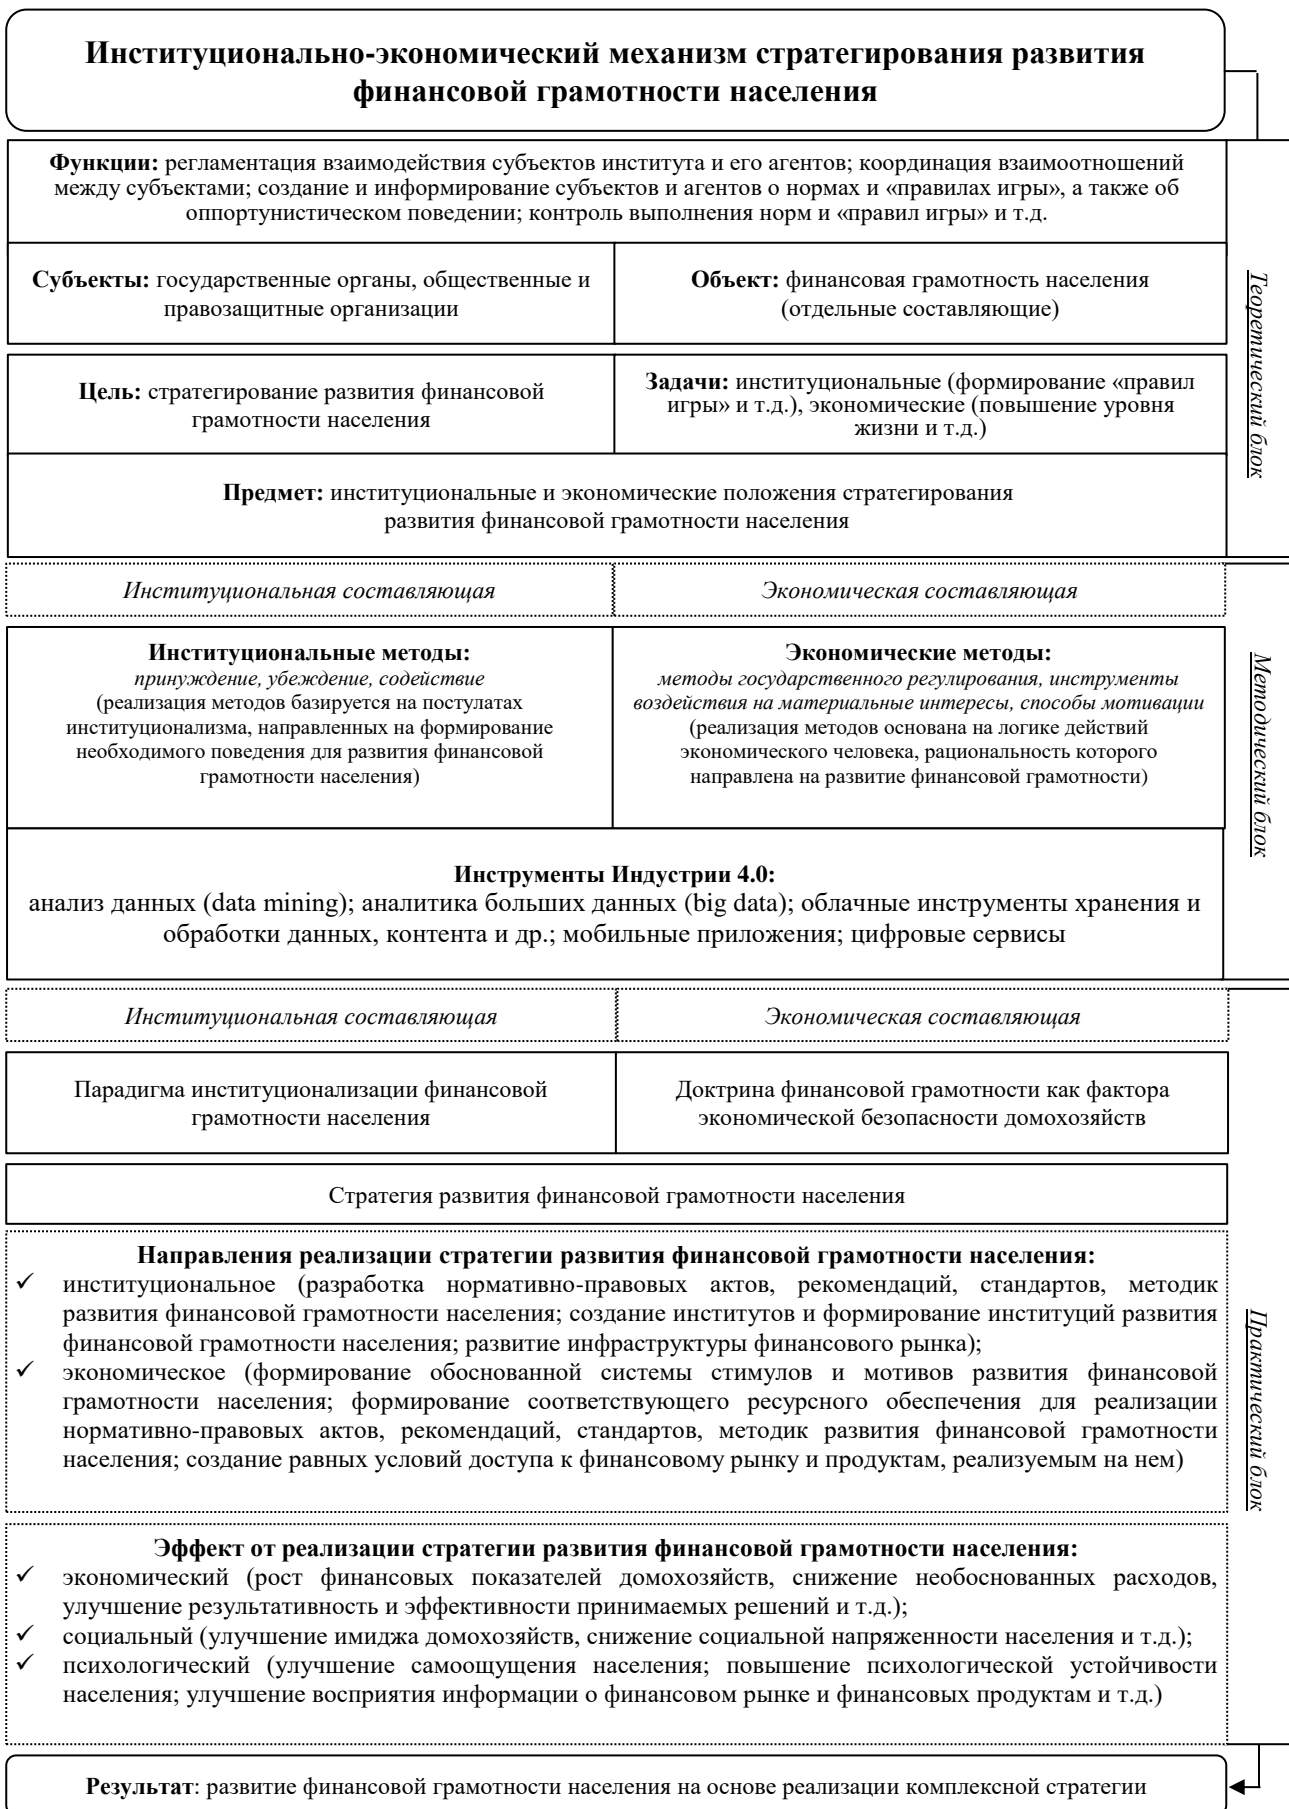 Институционально-экономический механизм стратегирования развития
финансовой грамотности населения
Функции: регламентация взаимодействия субъектов института и его агентов; координация взаимоотношений
между субъектами; создание и информирование субъектов и агентов о нормах и «правилах игры», а также об
оппортунистическом поведении; контроль выполнения норм и «правил игры» и т.д.
Субъекты: государственные органы, общественные и
правозащитные организации
Объект: финансовая грамотность населения
(отдельные составляющие)
Цель: стратегирование развития финансовой
грамотности населения
Задачи: институциональные (формирование «правил
игры» и т.д.), экономические (повышение уровня
жизни и т.д.)
Предмет: институциональные и экономические положения стратегирования
развития финансовой грамотности населения
Теоретический блок
Институциональная составляющая
Экономическая составляющая
Институциональные методы:
принуждение, убеждение, содействие
(реализация методов базируется на постулатах
институционализма, направленных на формирование
необходимого поведения для развития финансовой
грамотности населения)
Экономические методы:
методы государственного регулирования, инструменты
воздействия на материальные интересы, способы мотивации
(реализация методов основана на логике действий
экономического человека, рациональность которого
направлена на развитие финансовой грамотности)
Инструменты Индустрии 4.0:
анализ данных (data mining); аналитика больших данных (big data); облачные инструменты хранения и
обработки данных, контента и др.; мобильные приложения; цифровые сервисы
Методический блок
Институциональная составляющая
Экономическая составляющая
Парадигма институционализации финансовой
грамотности населения
Доктрина финансовой грамотности как фактора
экономической безопасности домохозяйств
Стратегия развития финансовой грамотности населения
Направления реализации стратегии развития финансовой грамотности населения:
✓ институциональное (разработка нормативно-правовых актов, рекомендаций, стандартов, методик
развития финансовой грамотности населения; создание институтов и формирование институций развития
финансовой грамотности населения; развитие инфраструктуры финансового рынка);
✓ экономическое (формирование обоснованной системы стимулов и мотивов развития финансовой
грамотности населения; формирование соответствующего ресурсного обеспечения для реализации
нормативно-правовых актов, рекомендаций, стандартов, методик развития финансовой грамотности
населения; создание равных условий доступа к финансовому рынку и продуктам, реализуемым на нем)
Эффект от реализации стратегии развития финансовой грамотности населения:
✓ экономический (рост финансовых показателей домохозяйств, снижение необоснованных расходов,
улучшение результативность и эффективности принимаемых решений и т.д.);
✓ социальный (улучшение имиджа домохозяйств, снижение социальной напряженности населения и т.д.);
✓ психологический (улучшение самоощущения населения; повышение психологической устойчивости
населения; улучшение восприятия информации о финансовом рынке и финансовых продуктам и т.д.)
Практический блок
Результат: развитие финансовой грамотности населения на основе реализации комплексной стратегии